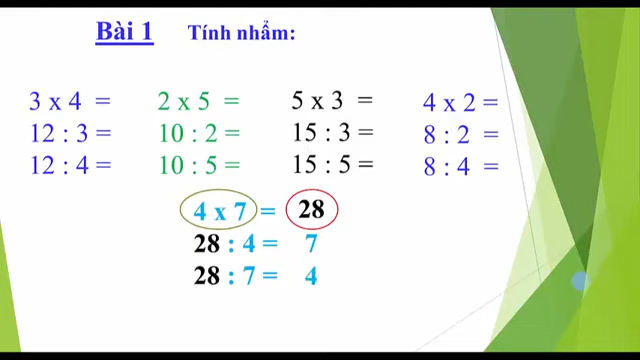 Bài 1 Tính nhẩm:
3 x 4 = 2 x 5 = 5 x 3 = 4 x 2 =
12 : 3 = 10 : 2 = 15 : 3 = 8 : 2 =
12 : 4 = 10 : 5 = 15 : 5 = 8 : 4 =
4 x 7 = 28
28 : 4 = 7
28 : 7 = 4